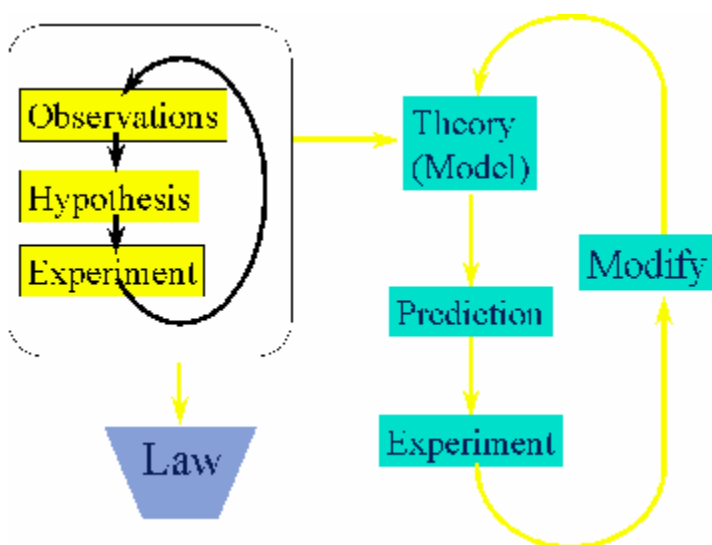 Observations
Hypothesis
Experiment
Law
Theory
(Model)
Prediction
Experiment
Modify